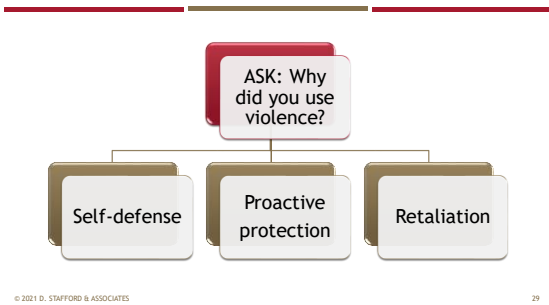 ASK: Why
did you use
violence?
Self-defense
Proactive
protection
Retaliation
© 2021 D. STAFFORD & ASSOCIATES
29